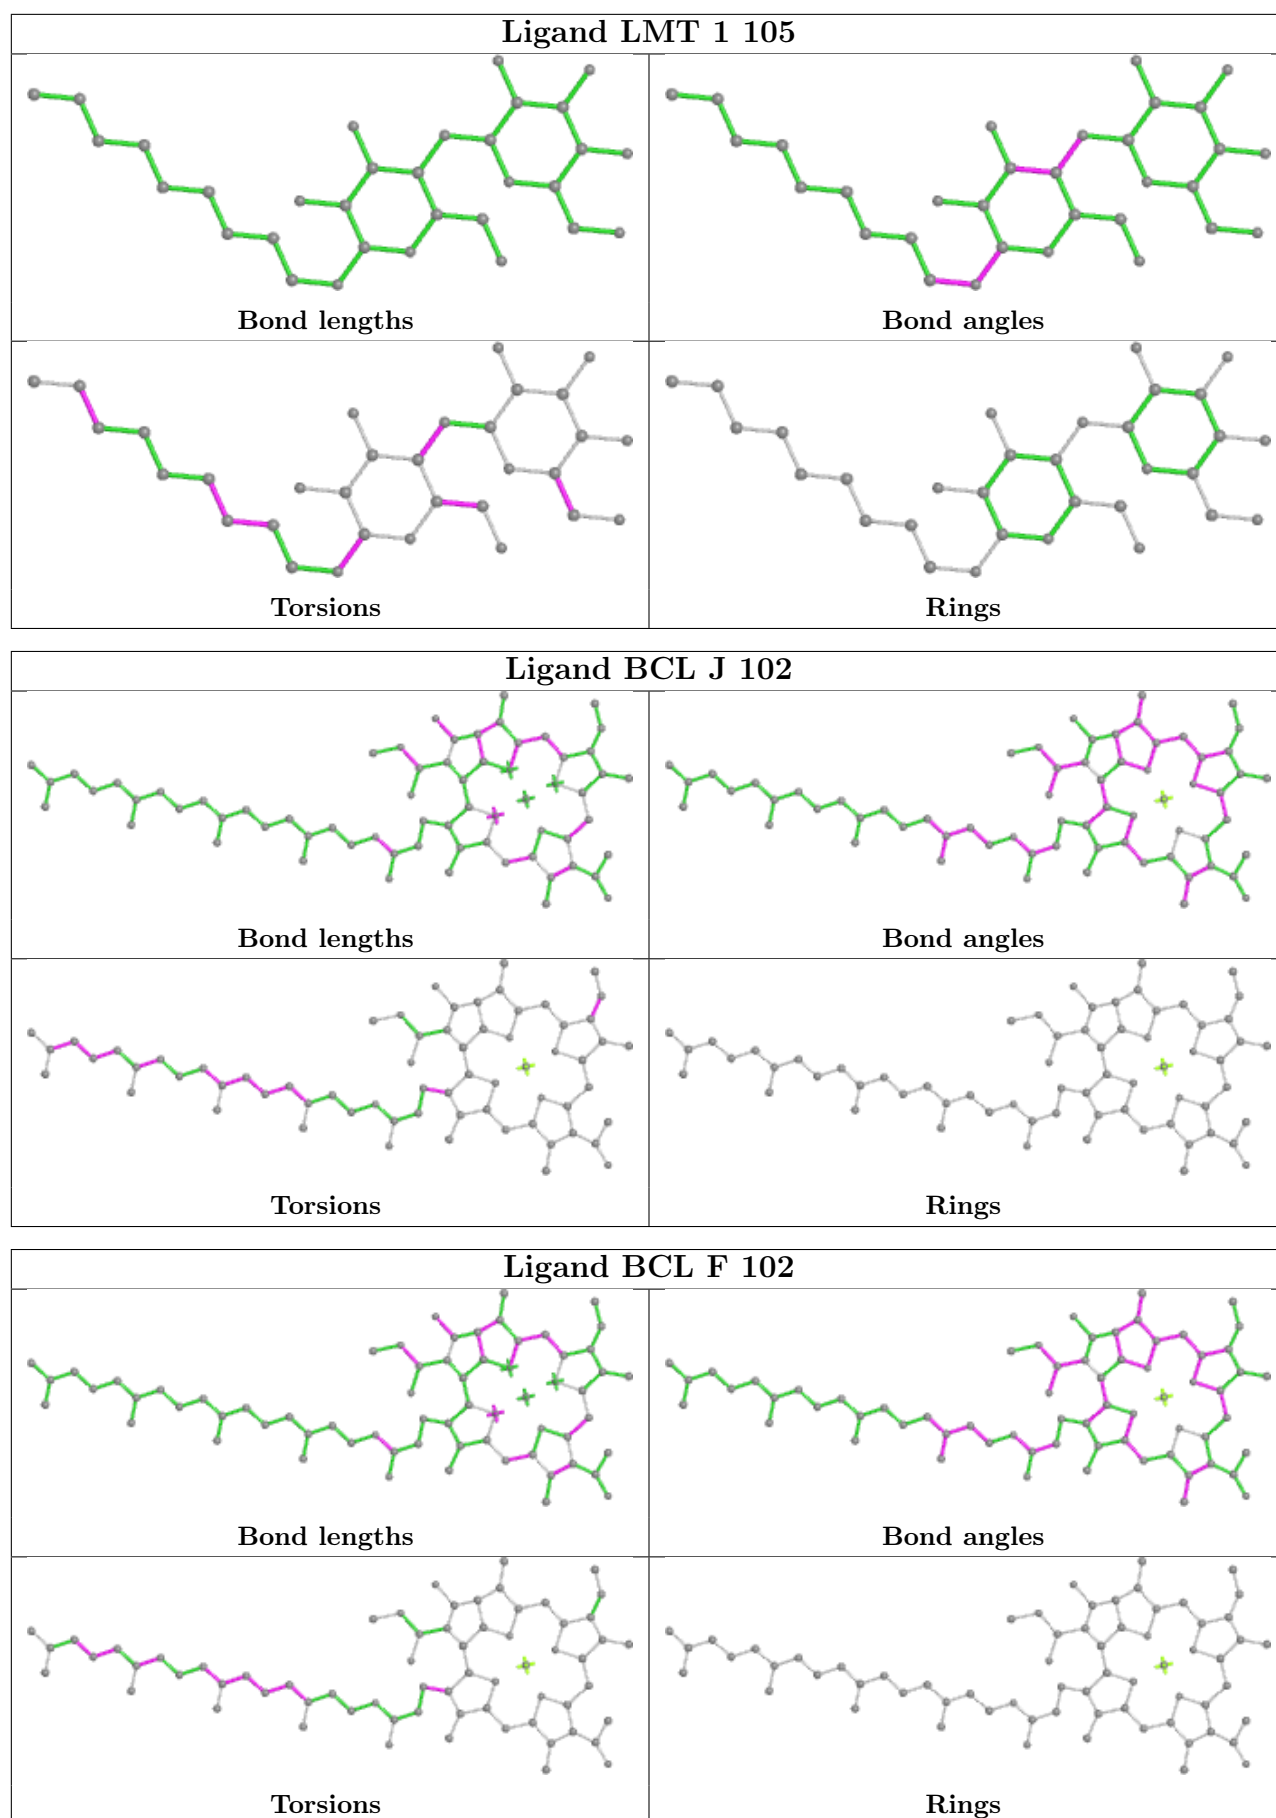 Ligand LMT 1 105
Bond lengths
Bond angles
Torsions
Rings
Ligand BCL J 102
Bond lengths
Bond angles
Torsions
Rings
Ligand BCL F 102
Bond lengths
Bond angles
Torsions
Rings